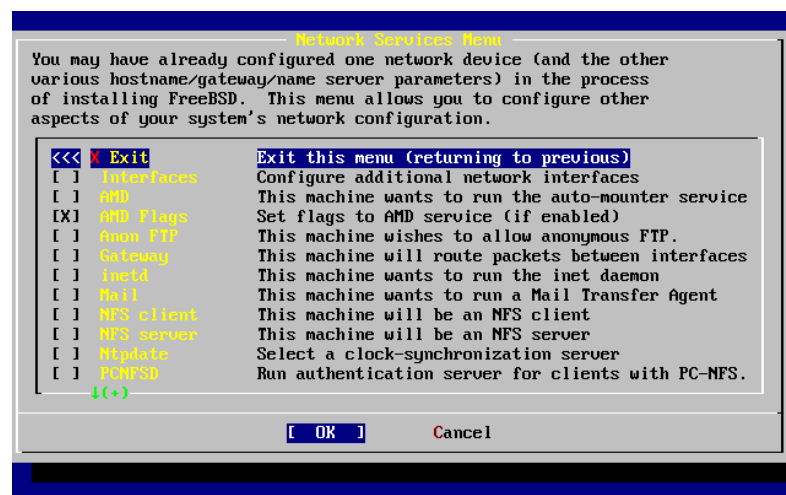 Network Services Menu
You may have already configured one network device (and the other
various hostname/gateway/name server parameters) in the process
of installing FreeBSD.  This menu allows you to configure other
aspects of your system's network configuration.
<<< X Exit Exit this menu (returning to previous)
[ ] Interfaces Configure additional network interfaces
[ ] AMD This machine wants to run the auto-mounter service
[X] AMD Flags Set flags to AMD service (if enabled)
[ ] Anon FTP This machine wishes to allow anonymous FTP.
[ ] Gateway This machine will route packets between interfaces
[ ] inetd This machine wants to run the inet daemon
[ ] Mail This machine wants to run a Mail Transfer Agent
[ ] NFS client This machine will be an NFS client
[ ] NFS server This machine will be an NFS server
[ ] Ntpdate Select a clock-synchronization server
[ ] PCNFSD Run authentication server for clients with PC-NFS.
↓(+)
[ OK ] Cancel